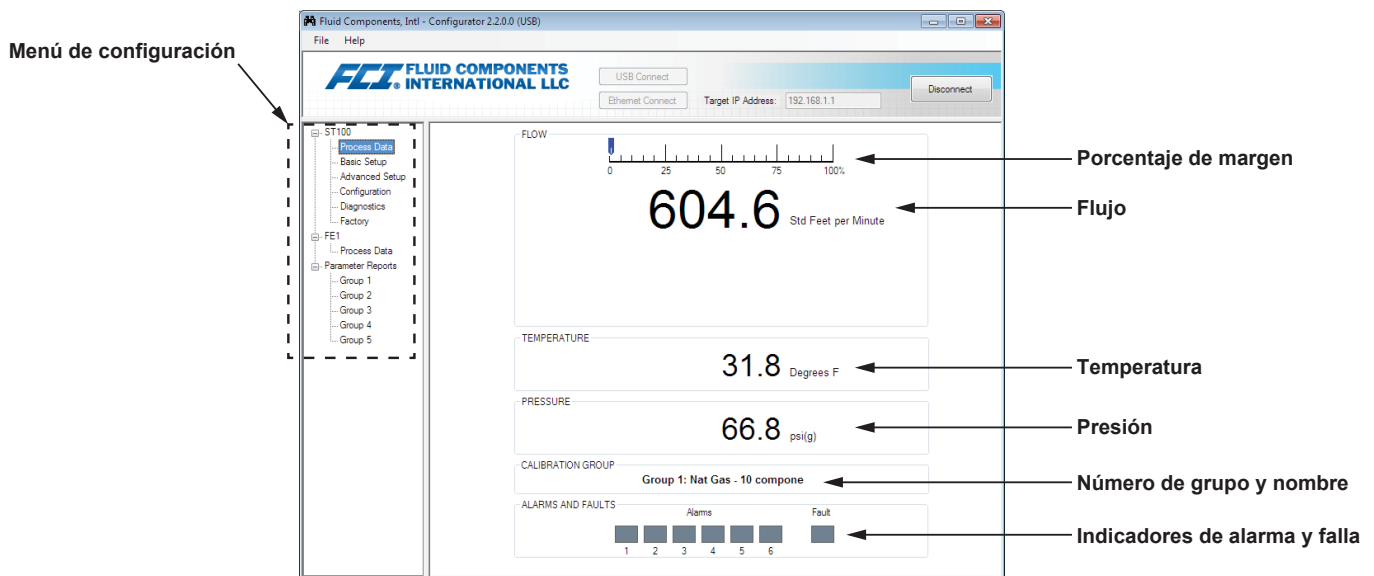 Fluid Components, Intl - Configurator 2.2.0.0 (USB)
File Help
Menú de configuración
FCI® FLUID COMPONENTS
INTERNATIONAL LLC
USB Connect
Ethernet Connect
Target IP Address: 192.168.1.1
Disconnect
ST100
Process Data
Basic Setup
Advanced Setup
Configuration
Diagnostics
Factory
FE1
Process Data
Parameter Reports
Group 1
Group 2
Group 3
Group 4
Group 5
FLOW
0 25 50 75 100%
Porcentaje de margen
604.6 Std Feet per Minute
Flujo
TEMPERATURE
31.8 Degrees F
Temperatura
PRESSURE
66.8 psi(g)
Presión
CALIBRATION GROUP
Group 1: Nat Gas - 10 compone
Número de grupo y nombre
ALARMS AND FAULTS
Alarms Fault
1 2 3 4 5 6
Indicadores de alarma y falla